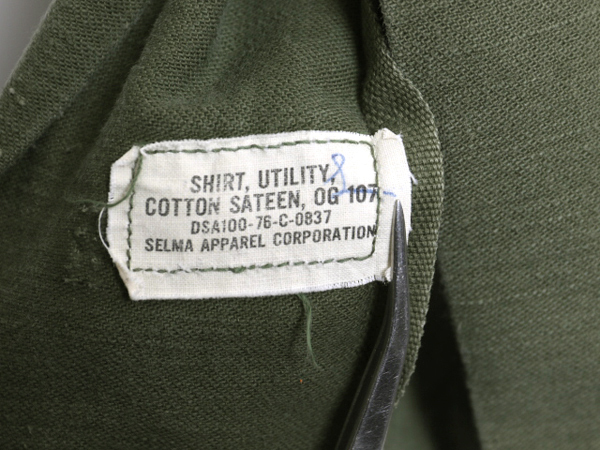 SHIRT, UTILITY,
COTTON SATEEN, OG 107
DSA100-76-C-0837
SELMA APPAREL CORPORATION